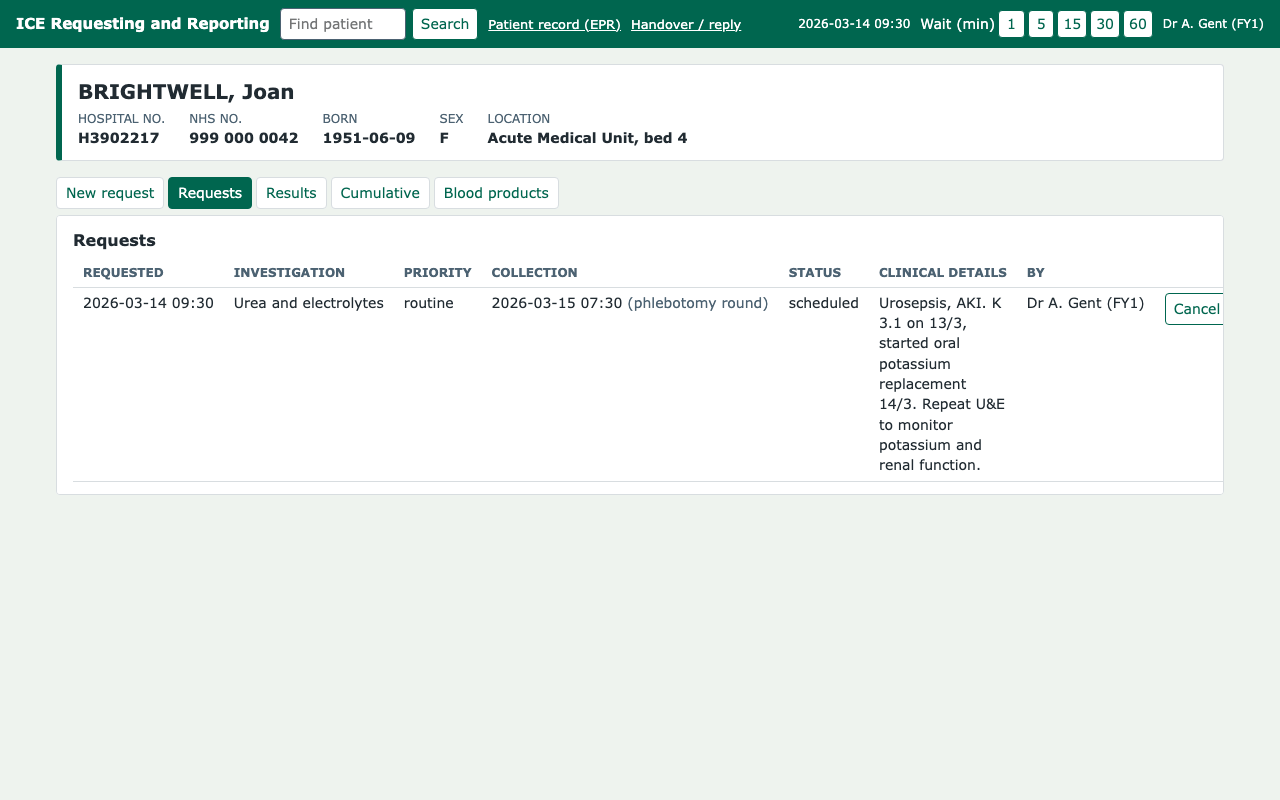 ICE Requesting and Reporting Find patient Search Patient record (EPR) Handover / reply 2026-03-14 09:30 Wait (min) 1 5 15 30 60 Dr A. Gent (FY1)
BRIGHTWELL, Joan
HOSPITAL NO. NHS NO. BORN SEX LOCATION
H3902217 999 000 0042 1951-06-09 F Acute Medical Unit, bed 4
New request Requests Results Cumulative Blood products
Requests
REQUESTED INVESTIGATION PRIORITY COLLECTION STATUS CLINICAL DETAILS BY
2026-03-14 09:30 Urea and electrolytes routine 2026-03-15 07:30 (phlebotomy round) scheduled Urosepsis, AKI. K Dr A. Gent (FY1) Cancel
3.1 on 13/3,
started oral
potassium
replacement
14/3. Repeat U&E
to monitor
potassium and
renal function.